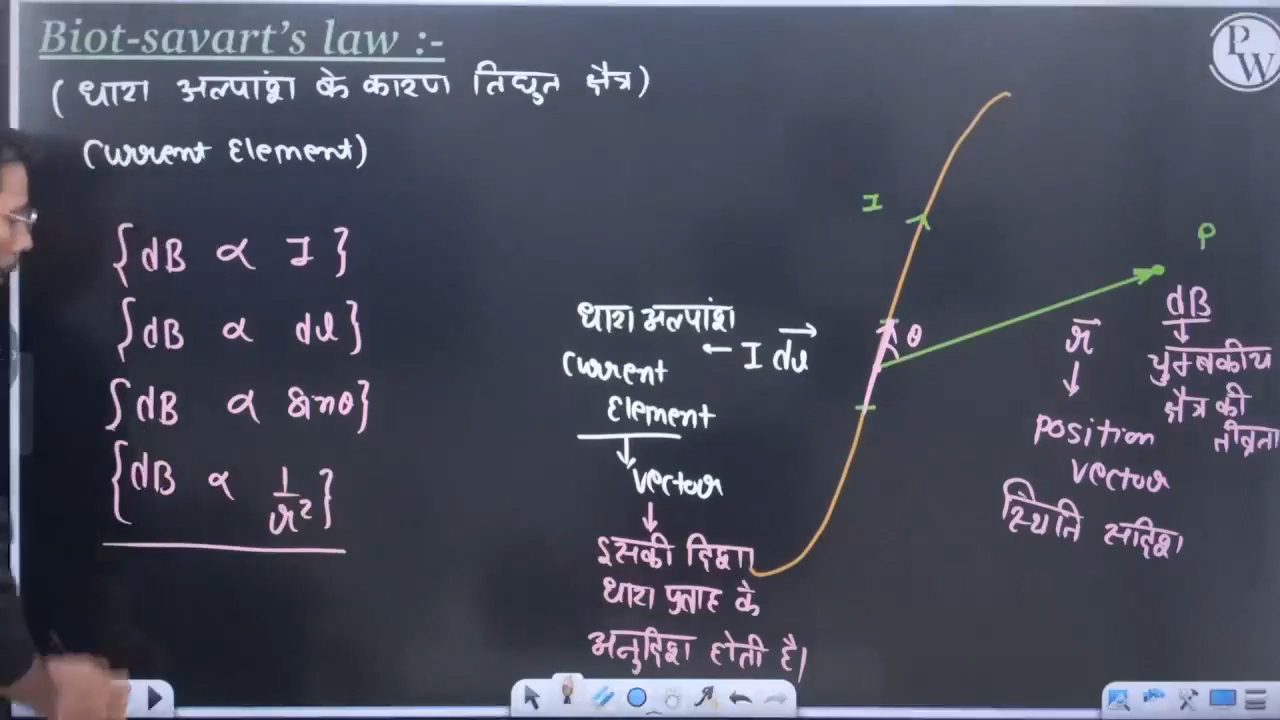 Biot-savart's law :-
PW
(धारा अल्पांश के कारण विद्युत क्षेत्र)
(current Element)
{dB ∝ I}
{dB ∝ dl}
{dB ∝ sinθ}
{dB ∝ 1/r²}
धारा अल्पांश
← I dl→
current
Element
↓
vector
↓
इसकी दिशा
धारा प्रवाह के
अनुदिश होती है।
I
θ
P
r→
↓
position
vector
स्थिति सदिश
dB
↓
चुम्बकीय
क्षेत्र की
तीव्रता